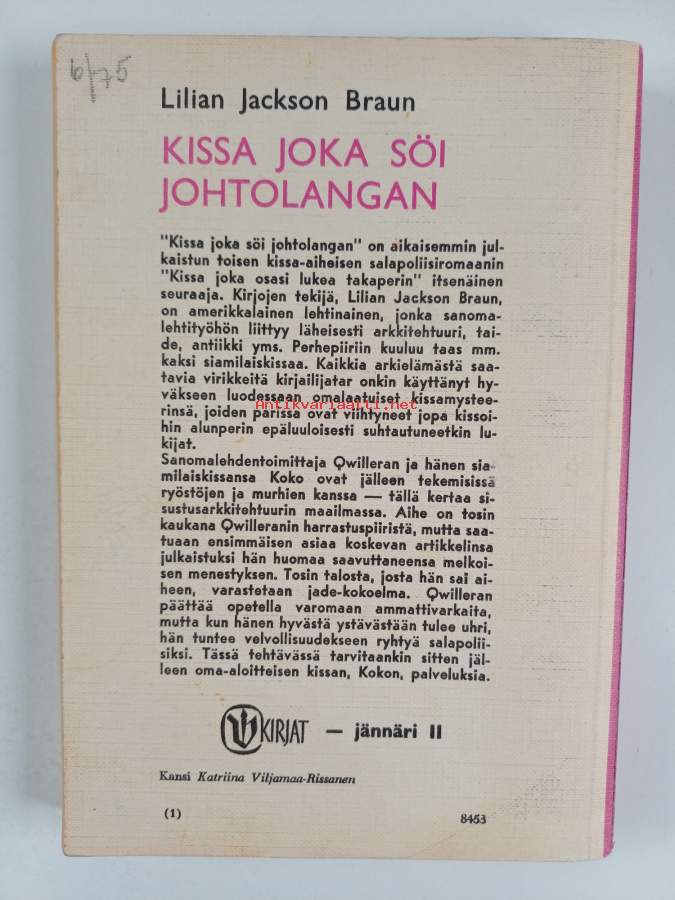 6/75
Lilian Jackson Braun
KISSA JOKA SÖI
JOHTOLANGAN
"Kissa joka söi johtolangan" on aikaisemmin jul-
kaistun toisen kissa-aiheisen salapoliisiromaanin
"Kissa joka osasi lukea takaperin" itsenäinen
seuraaja. Kirjojen tekijä, Lilian Jackson Braun,
on amerikkalainen lehtinainen, jonka sanoma-
lehtityöhön liittyy läheisesti arkkitehtuuri, tai-
de, antiikki yms. Perhepiiriin kuuluu taas mm.
kaksi siamilaiskissaa. Kaikkia arkielämästä saa-
tavia virikkeitä kirjailijatar onkin käyttänyt hy-
väkseen luodessaan omalaatuiset kissamystee-
Antikvariaatti.net
rinsä, joiden parissa ovat viihtyneet jopa kissoi-
hin alunperin epäluuloisesti suhtautuneetkin lu-
kijat.
Sanomalehdentoimittaja Qwilleran ja hänen sia-
milaiskissansa Koko ovat jälleen tekemisissä
ryöstöjen ja murhien kanssa — tällä kertaa si-
sustusarkkitehtuurin maailmassa. Aihe on tosin
kaukana Qwilleranin harrastuspiiristä, mutta saa-
tuaan ensimmäisen asiaa koskevan artikkelinsa
julkaistuksi hän huomaa saavuttaneensa melkoi-
sen menestyksen. Tosin talosta, josta hän sai ai-
heen, varastetaan jade-kokoelma. Qwilleran
päättää opetella varomaan ammattivarkaita,
mutta kun hänen hyvästä ystävästään tulee uhri,
hän tuntee velvollisuudekseen ryhtyä salapolii-
siksi. Tässä tehtävässä tarvitaankin sitten jäl-
leen oma-aloitteisen kissan, Kokon, palveluksia.
V KIRJAT — jännäri II
Kansi Katriina Viljamaa-Rissanen
(1) 8453